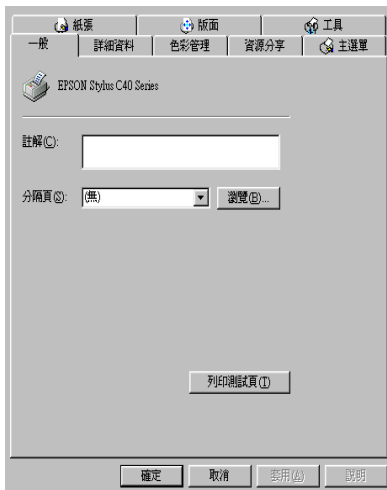 紙張 版面 工具
一般 詳細資料 色彩管理 資源分享 主選單
EPSON Stylus C40 Series
註解(C):
分隔頁(S): (無) 瀏覽(B)...
列印測試頁(T)
確定 取消 套用(A) 說明